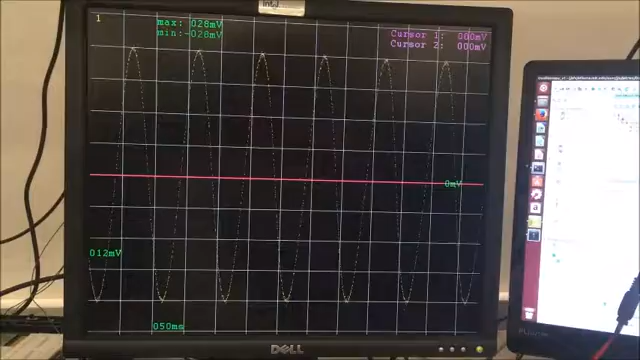 1
max: 028mV
min:-028mV
Cursor 1: 000mV
Cursor 2: 000mV
0mV
012mV
050ms
DELL